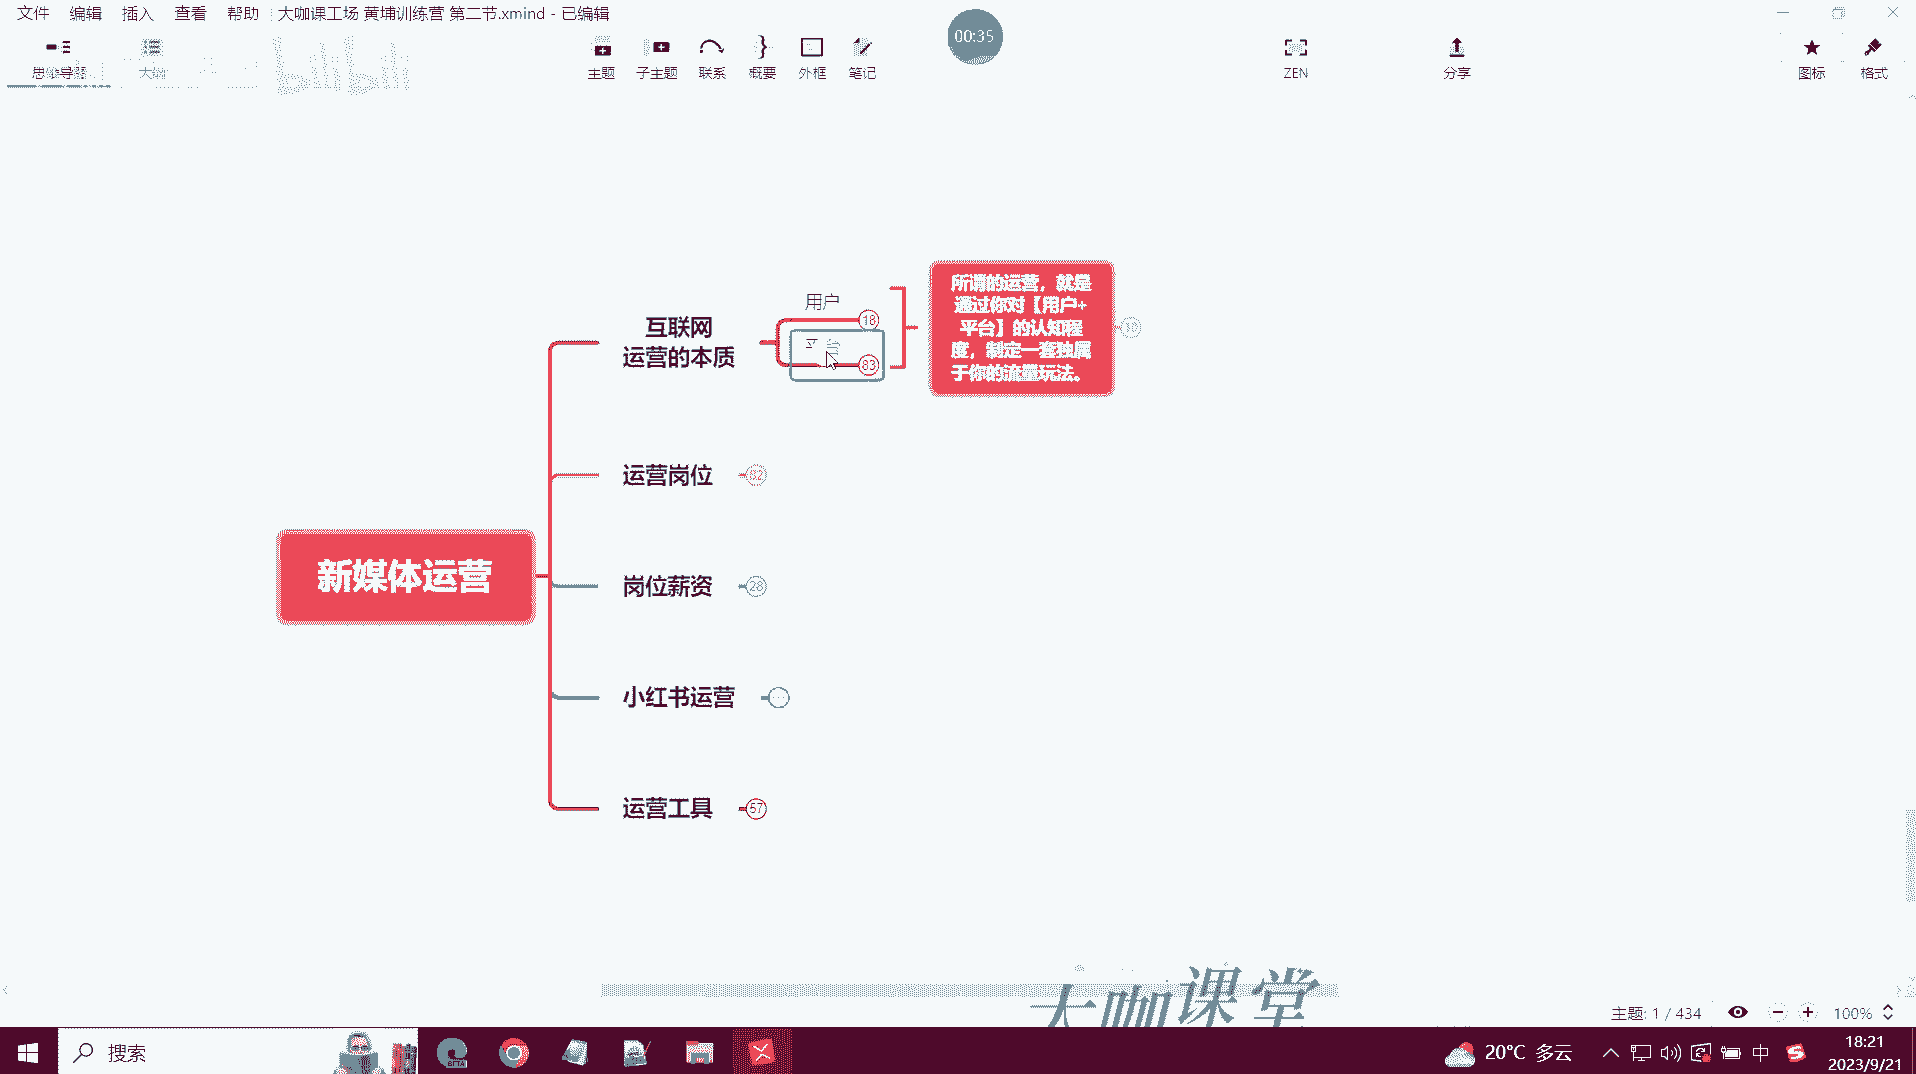 文件 编辑 插入 查看 帮助 大咖课工场 黄埔训练营 第二节.xmind - 已编辑
思维导图 大纲 主题 子主题 联系 概要 外框 笔记 00:35 ZEN 分享 图标 格式
bilibili
用户
18
互联网
运营的本质
83
所谓的运营，就是
通过你对【用户+
平台】的认知程
度，制定一套独属
于你的流量玩法。
10
运营岗位
62
新媒体运营
岗位薪资
28
小红书运营
运营工具
57
大咖课堂
主题: 1 / 434 100%
搜索
20°C 多云
中
18:21
2023/9/21